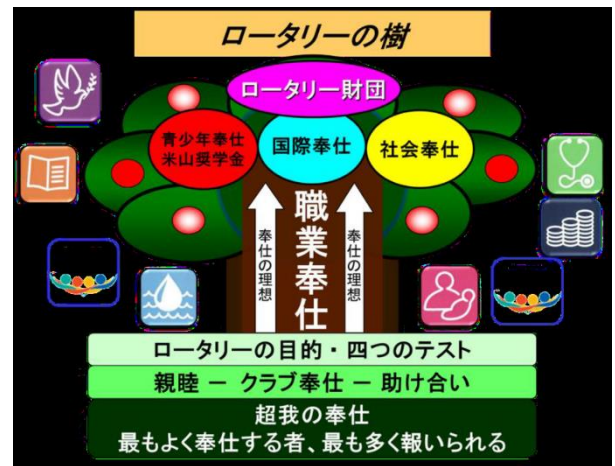 ロータリーの樹
ロータリー財団
青少年奉仕
米山奨学金
国際奉仕
社会奉仕
職業奉仕
奉仕の理想
奉仕の理想
ロータリーの目的・四つのテスト
親睦 － クラブ奉仕 － 助け合い
超我の奉仕
最もよく奉仕する者、最も多く報いられる